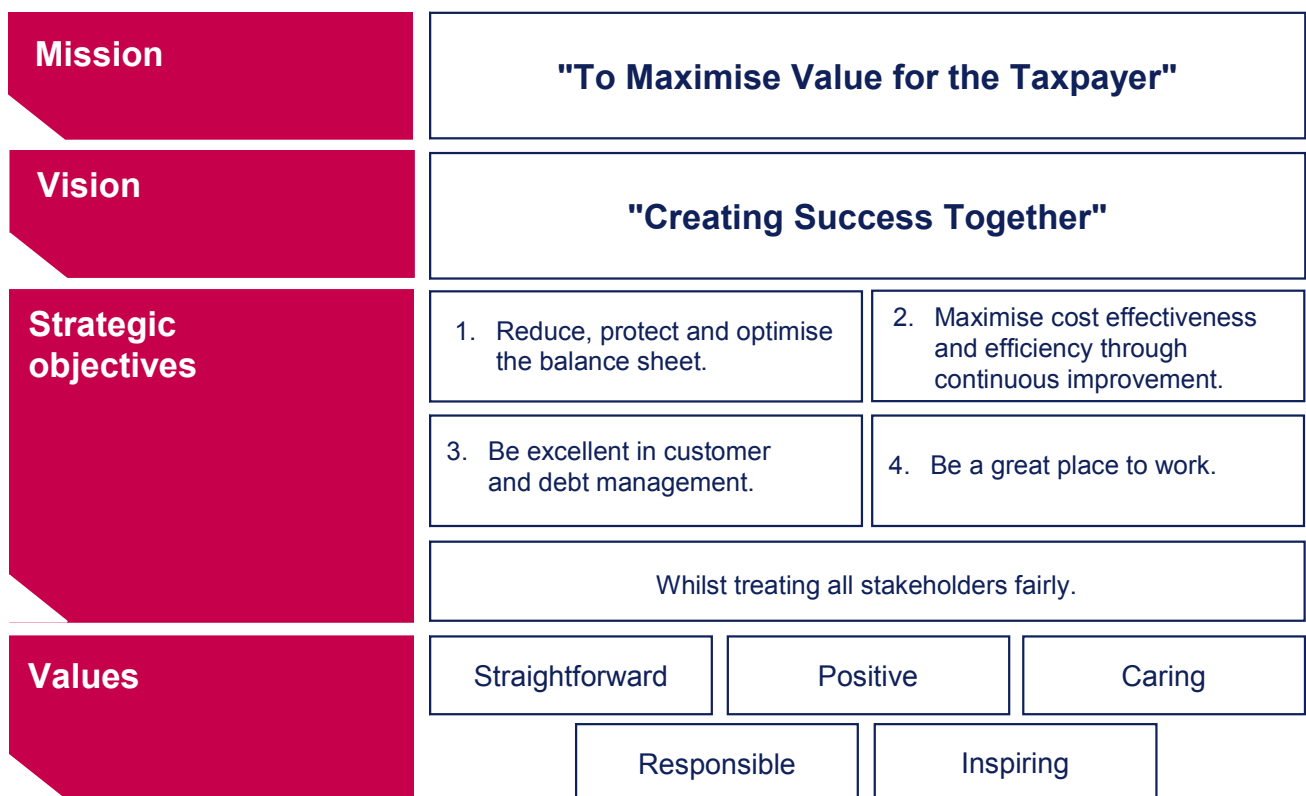 Mission
"To Maximise Value for the Taxpayer"
Vision
"Creating Success Together"
Strategic
objectives
1. Reduce, protect and optimise
the balance sheet.
2. Maximise cost effectiveness
and efficiency through
continuous improvement.
3. Be excellent in customer
and debt management.
4. Be a great place to work.
Whilst treating all stakeholders fairly.
Values
Straightforward
Positive
Caring
Responsible
Inspiring